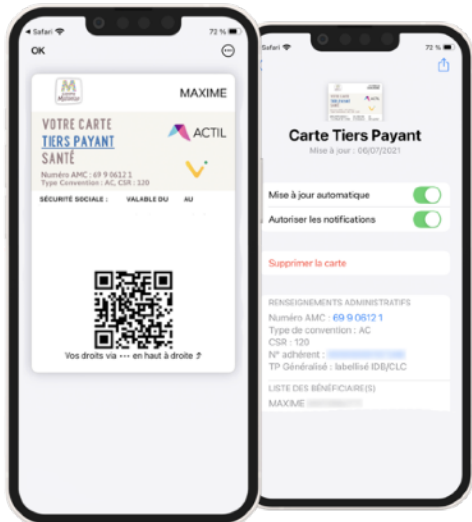 Safari
72 %
OK
MAXIME
VOTRE CARTE
TIERS PAYANT
SANTÉ
ACTIL
Numéro AMC : 69 9 0612 1
Type Convention : AC, CSR : 120
SÉCURITÉ SOCIALE : VALABLE DU AU
Vos droits via ••• en haut à droite
Safari
72 %
Carte Tiers Payant
Mise à jour : 06/07/2021
Mise à jour automatique
Autoriser les notifications
Supprimer la carte
RENSEIGNEMENTS ADMINISTRATIFS
Numéro AMC : 69 9 0612 1
Type de convention : AC
CSR : 120
N° adhérent :
TP Généralisé : labellisé IDB/CLC
LISTE DES BÉNÉFICIAIRE(S)
MAXIME